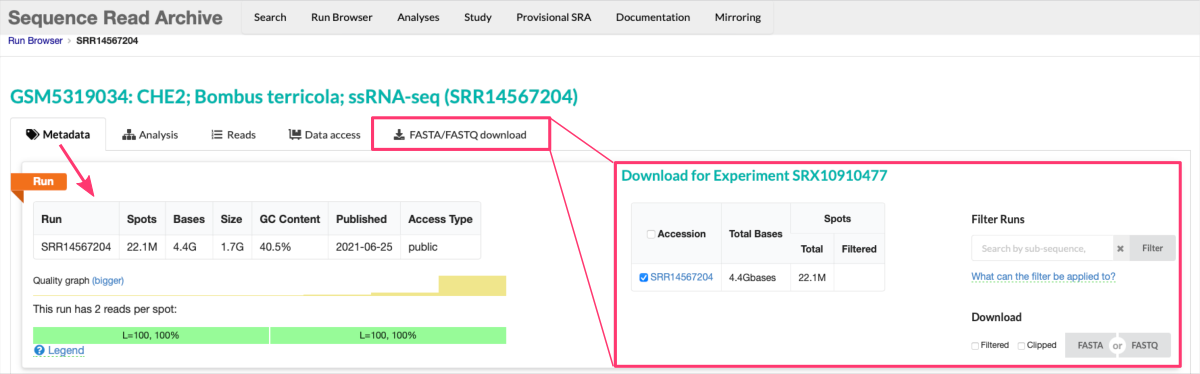 Sequence Read Archive Search Run Browser Analyses Study Provisional SRA Documentation Mirroring
Run Browser › SRR14567204
GSM5319034: CHE2; Bombus terricola; ssRNA-seq (SRR14567204)
Metadata Analysis Reads Data access FASTA/FASTQ download
Run
Run Spots Bases Size GC Content Published Access Type
SRR14567204 22.1M 4.4G 1.7G 40.5% 2021-06-25 public
Quality graph (bigger)
This run has 2 reads per spot:
L=100, 100% L=100, 100%
? Legend
Download for Experiment SRX10910477
Accession Total Bases Spots
Total Filtered
SRR14567204 4.4Gbases 22.1M
Filter Runs
Search by sub-sequence, × Filter
What can the filter be applied to?
Download
Filtered Clipped FASTA or FASTQ